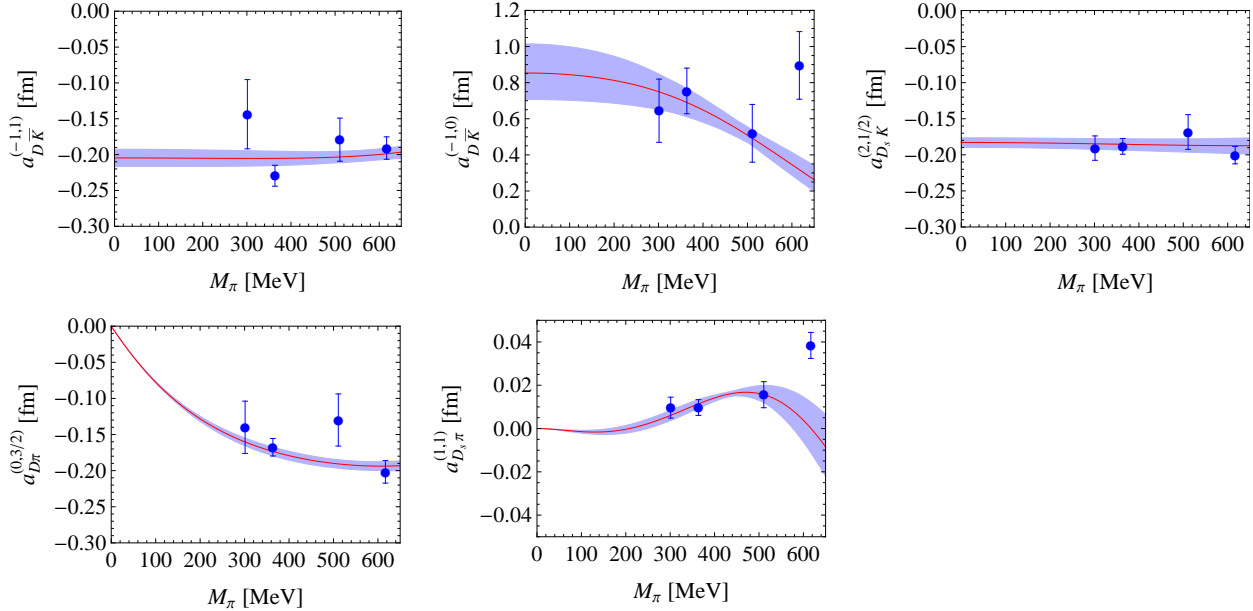 0.00
−0.05
−0.10
−0.15
−0.20
−0.25
−0.30
0 100 200 300 400 500 600
M_π [MeV]
a_{D K̅}^{(−1,1)} [fm]
1.2
1.0
0.8
0.6
0.4
0.2
0.0
0 100 200 300 400 500 600
M_π [MeV]
a_{D K̅}^{(−1,0)} [fm]
0.00
−0.05
−0.10
−0.15
−0.20
−0.25
−0.30
0 100 200 300 400 500 600
M_π [MeV]
a_{D_s K}^{(2,1/2)} [fm]
0.00
−0.05
−0.10
−0.15
−0.20
−0.25
−0.30
0 100 200 300 400 500 600
M_π [MeV]
a_{Dπ}^{(0,3/2)} [fm]
0.04
0.02
0.00
−0.02
−0.04
0 100 200 300 400 500 600
M_π [MeV]
a_{D_s π}^{(1,1)} [fm]